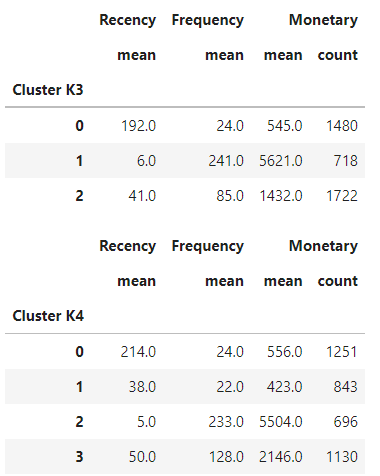 Recency Frequency Monetary
mean mean mean count
Cluster K3
0 192.0 24.0 545.0 1480
1 6.0 241.0 5621.0 718
2 41.0 85.0 1432.0 1722
Recency Frequency Monetary
mean mean mean count
Cluster K4
0 214.0 24.0 556.0 1251
1 38.0 22.0 423.0 843
2 5.0 233.0 5504.0 696
3 50.0 128.0 2146.0 1130